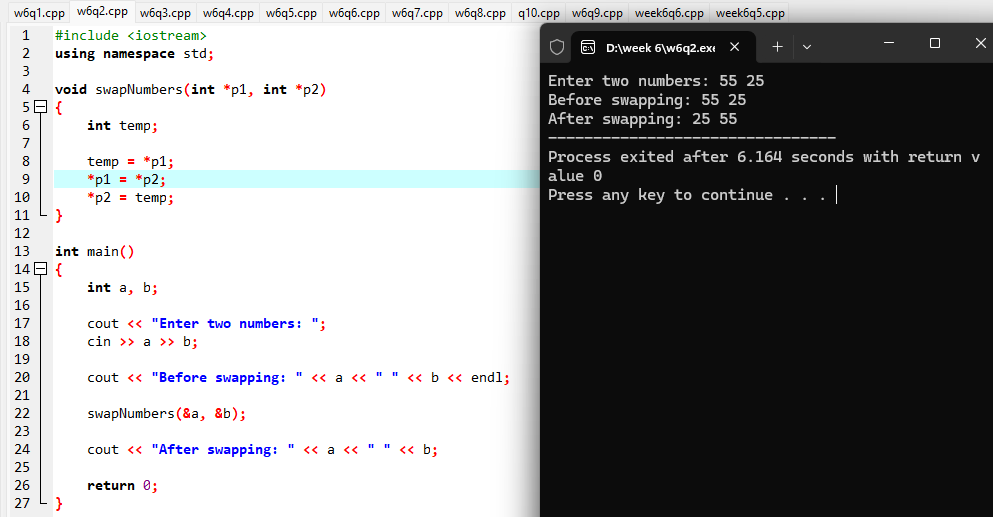 w6q1.cpp w6q2.cpp w6q3.cpp w6q4.cpp w6q5.cpp w6q6.cpp w6q7.cpp w6q8.cpp q10.cpp w6q9.cpp week6q6.cpp week6q5.cpp
1 #include <iostream>
2 using namespace std;
3
4 void swapNumbers(int *p1, int *p2)
5 {
6     int temp;
7
8     temp = *p1;
9     *p1 = *p2;
10     *p2 = temp;
11 }
12
13 int main()
14 {
15     int a, b;
16
17     cout << "Enter two numbers: ";
18     cin >> a >> b;
19
20     cout << "Before swapping: " << a << " " << b << endl;
21
22     swapNumbers(&a, &b);
23
24     cout << "After swapping: " << a << " " << b;
25
26     return 0;
27 }
D:\week 6\w6q2.exe
Enter two numbers: 55 25
Before swapping: 55 25
After swapping: 25 55
--------------------------------
Process exited after 6.164 seconds with return v
alue 0
Press any key to continue . . .